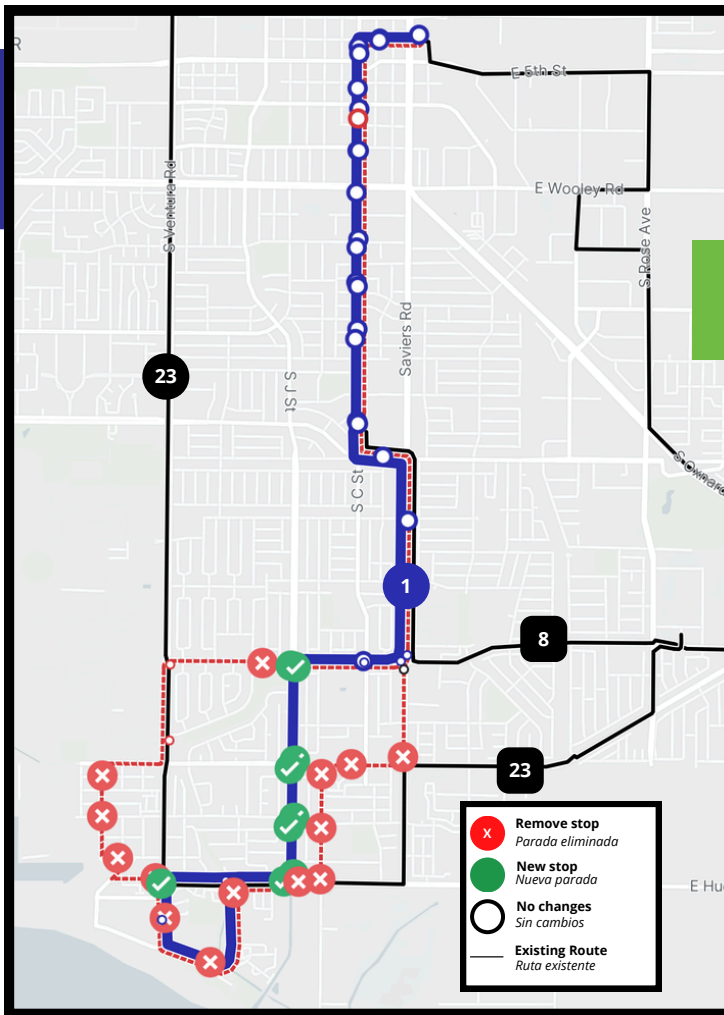 R
E 5th St
S Ventura Rd
E Wooley Rd
S Rose Ave
Saviers Rd
23
S J St
S C St
S Oxnard
1
8
23
E Hu
X
Remove stop
Parada eliminada
New stop
Nueva parada
No changes
Sin cambios
Existing Route
Ruta existente